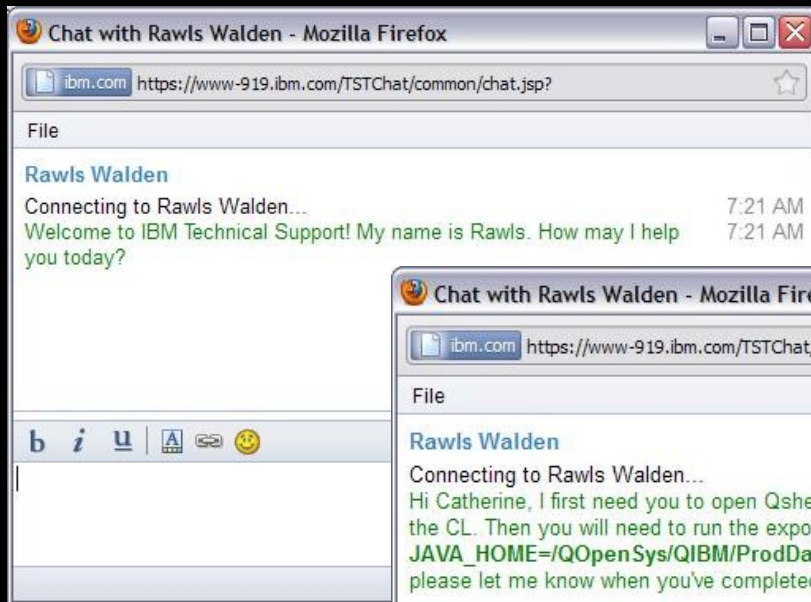 Chat with Rawls Walden - Mozilla Firefox
ibm.com https://www-919.ibm.com/TSTChat/common/chat.jsp?
File
Rawls Walden
Connecting to Rawls Walden... 7:21 AM
Welcome to IBM Technical Support! My name is Rawls. How may I help 7:21 AM
you today?
b i u A
Chat with Rawls Walden - Mozilla Fire
ibm.com https://www-919.ibm.com/TSTChat/
File
Rawls Walden
Connecting to Rawls Walden...
Hi Catherine, I first need you to open Qshe
the CL. Then you will need to run the expo
JAVA_HOME=/QOpenSys/QIBM/ProdDa
please let me know when you've completed